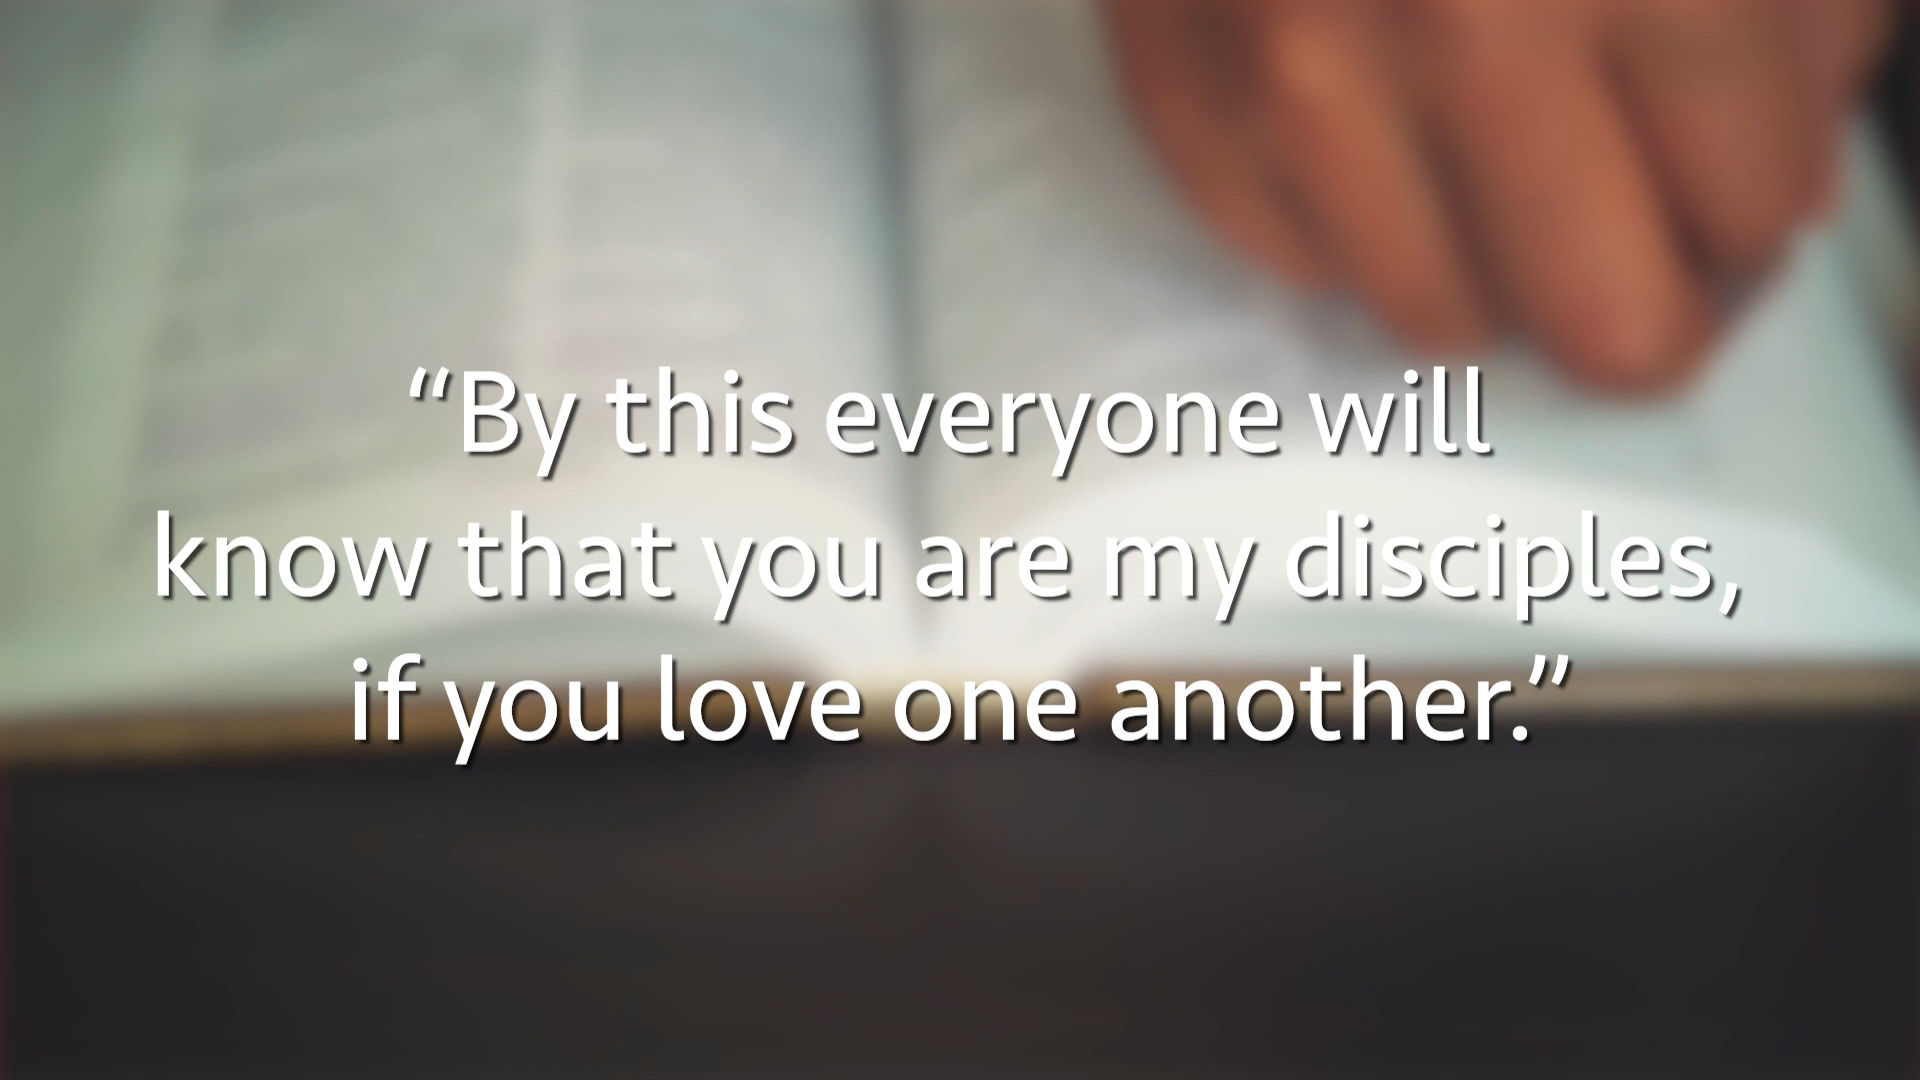 “By this everyone will
know that you are my disciples,
if you love one another.”